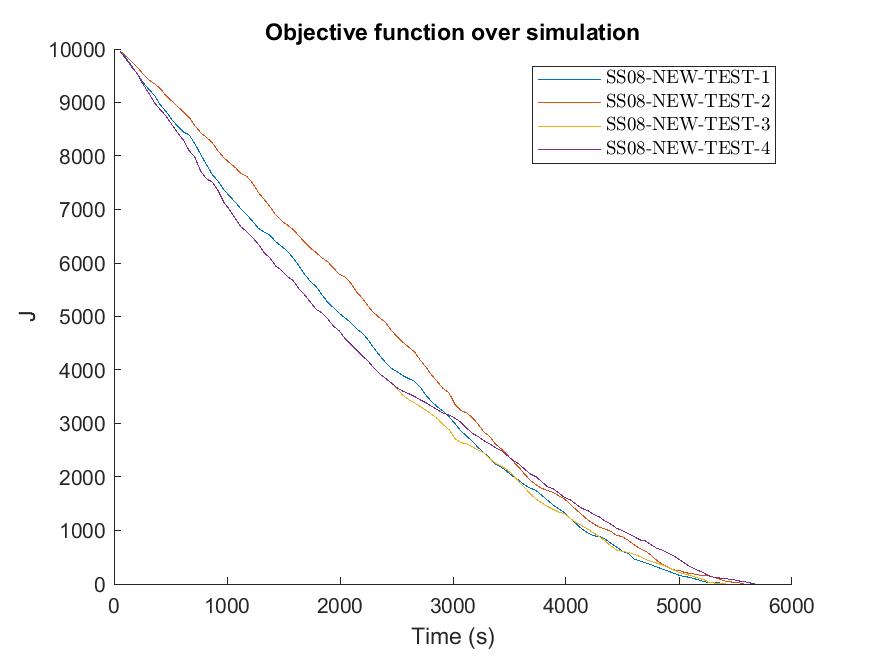 Objective function over simulation
10000
9000
8000
7000
6000
5000
4000
3000
2000
1000
0
J
SS08-NEW-TEST-1
SS08-NEW-TEST-2
SS08-NEW-TEST-3
SS08-NEW-TEST-4
0 1000 2000 3000 4000 5000 6000
Time (s)